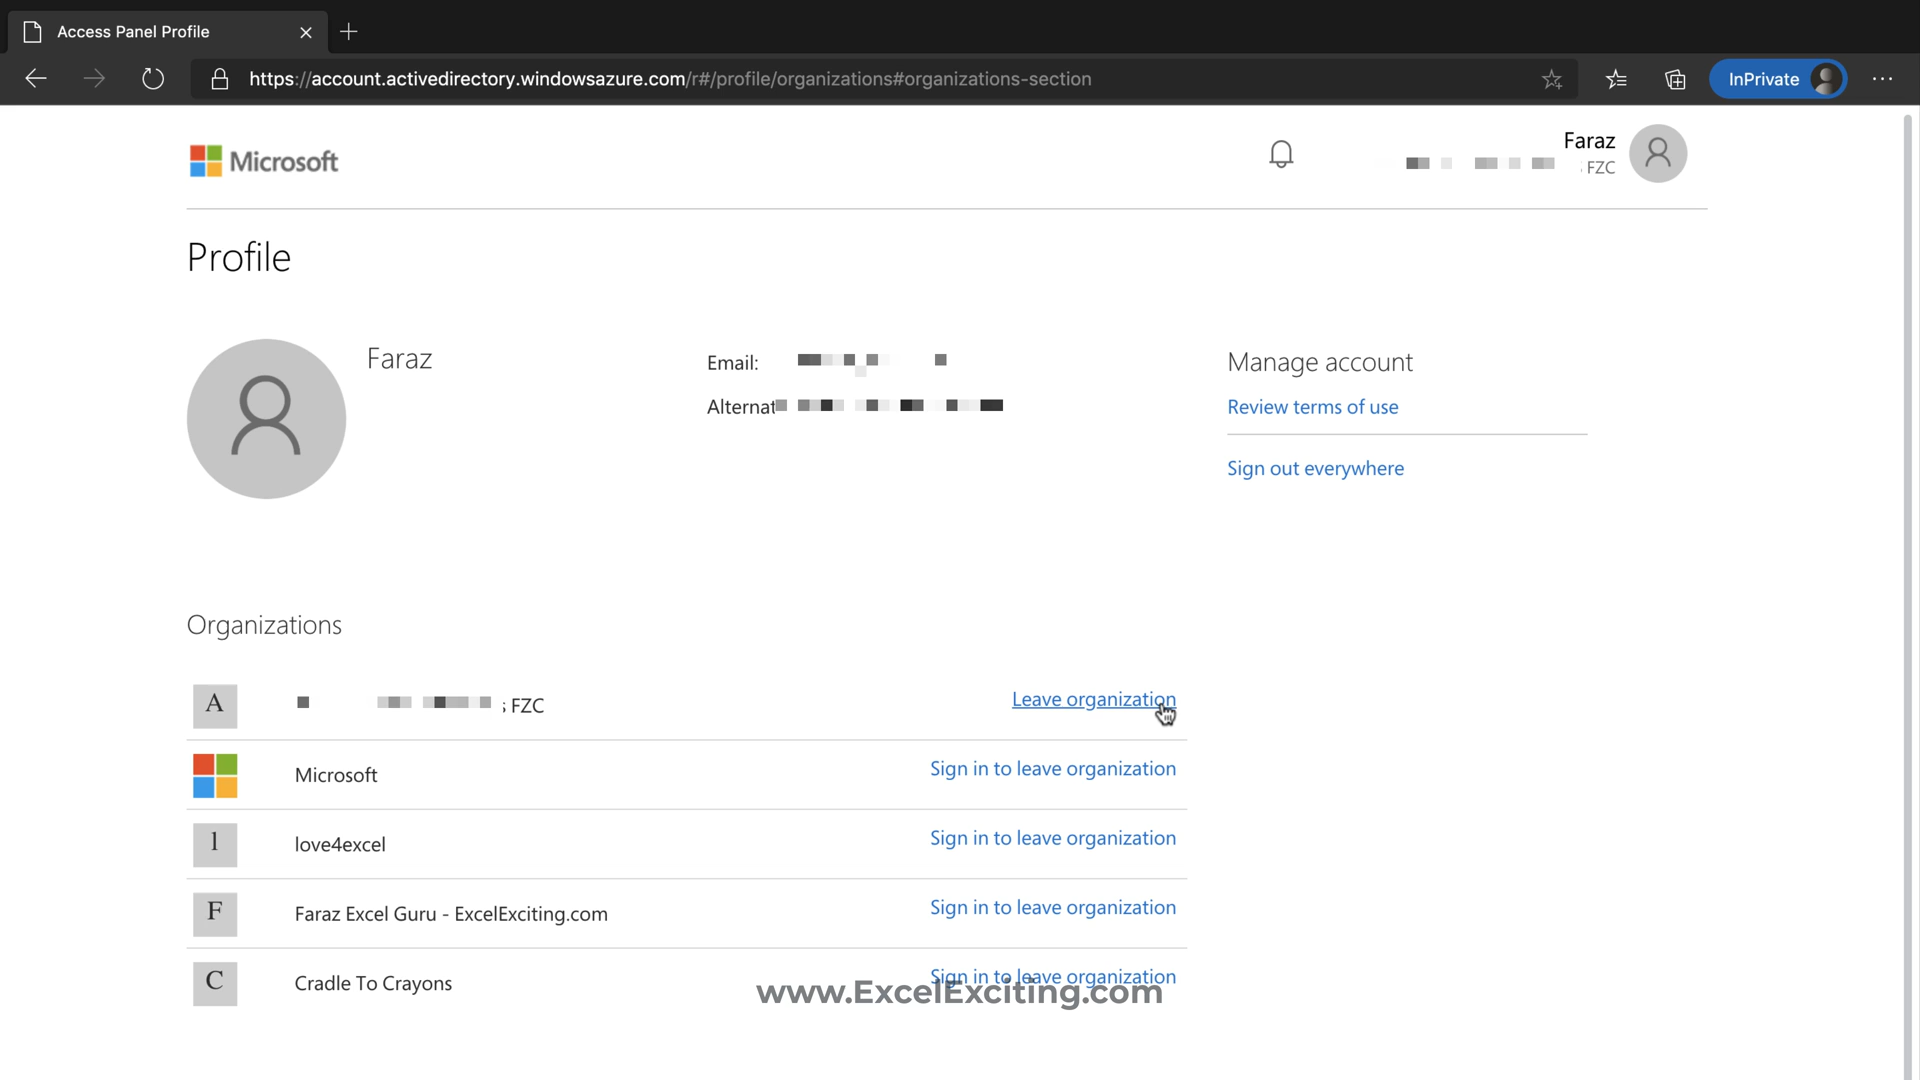 Access Panel Profile
https://account.activedirectory.windowsazure.com/r#/profile/organizations#organizations-section
InPrivate
Microsoft
Faraz
FZC
Profile
Faraz
Email:
Alternat
Manage account
Review terms of use
Sign out everywhere
Organizations
A FZC Leave organization
Microsoft Sign in to leave organization
l love4excel Sign in to leave organization
F Faraz Excel Guru - ExcelExciting.com Sign in to leave organization
C Cradle To Crayons Sign in to leave organization
www.ExcelExciting.com